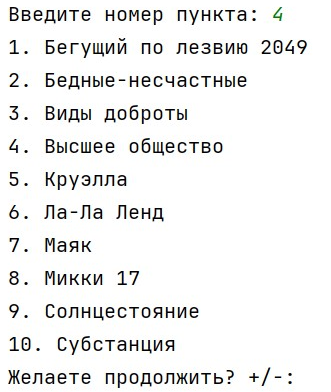 Введите номер пункта: 4
1. Бегущий по лезвию 2049
2. Бедные-несчастные
3. Виды доброты
4. Высшее общество
5. Круэлла
6. Ла-Ла Ленд
7. Маяк
8. Микки 17
9. Солнцестояние
10. Субстанция
Желаете продолжить? +/-: